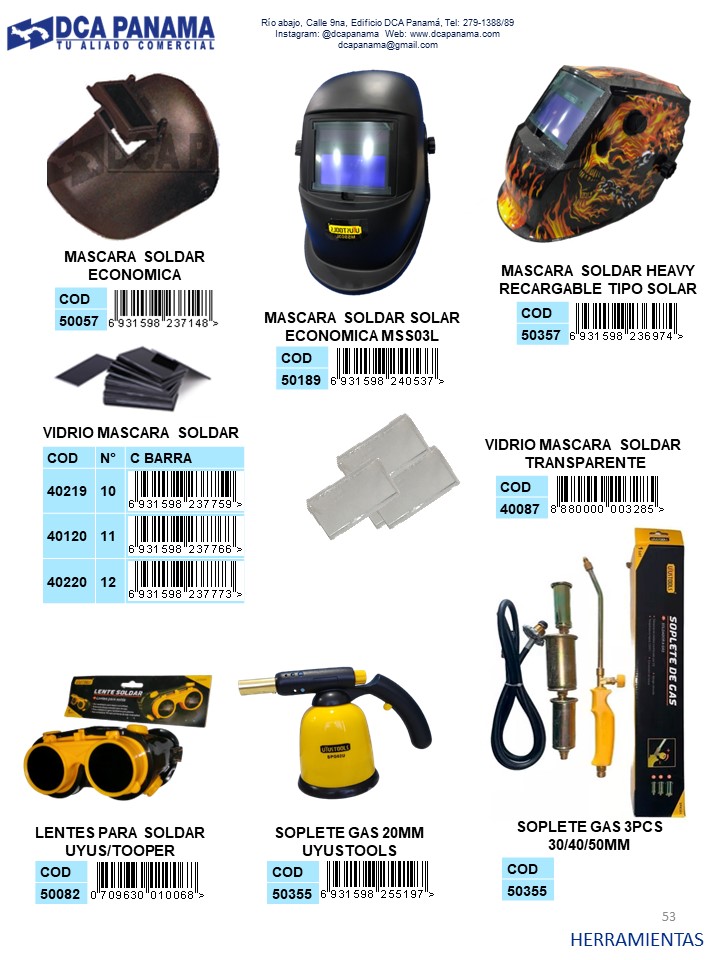 DCA PANAMA
TU ALIADO COMERCIAL
Río abajo, Calle 9na, Edificio DCA Panamá, Tel: 279-1388/89
Instagram: @dcapanama Web: www.dcapanama.com
dcapanama@gmail.com
DCA PA
MASCARA SOLDAR
ECONOMICA
COD
50057
6 931598 237148 >
MASCARA SOLDAR SOLAR
ECONOMICA MSS03L
COD
50189
6 931598 240537 >
MASCARA SOLDAR HEAVY
RECARGABLE TIPO SOLAR
COD
50357
6 931598 236974 >
VIDRIO MASCARA SOLDAR
COD N° C BARRA
40219 10 6 931598 237759 >
40120 11 6 931598 237766 >
40220 12 6 931598 237773 >
VIDRIO MASCARA SOLDAR
TRANSPARENTE
COD
40087
8 880000 003285 >
LENTE SOLDAR
LENTES PARA SOLDAR
UYUS/TOOPER
COD
50082
0 709630 010068 >
UYUSTOOLS
SOPLETE GAS 20MM
UYUSTOOLS
COD
50355
6 931598 255197 >
SOPLETE DE GAS
SOPLETE GAS 3PCS
30/40/50MM
COD
50355
53
HERRAMIENTAS